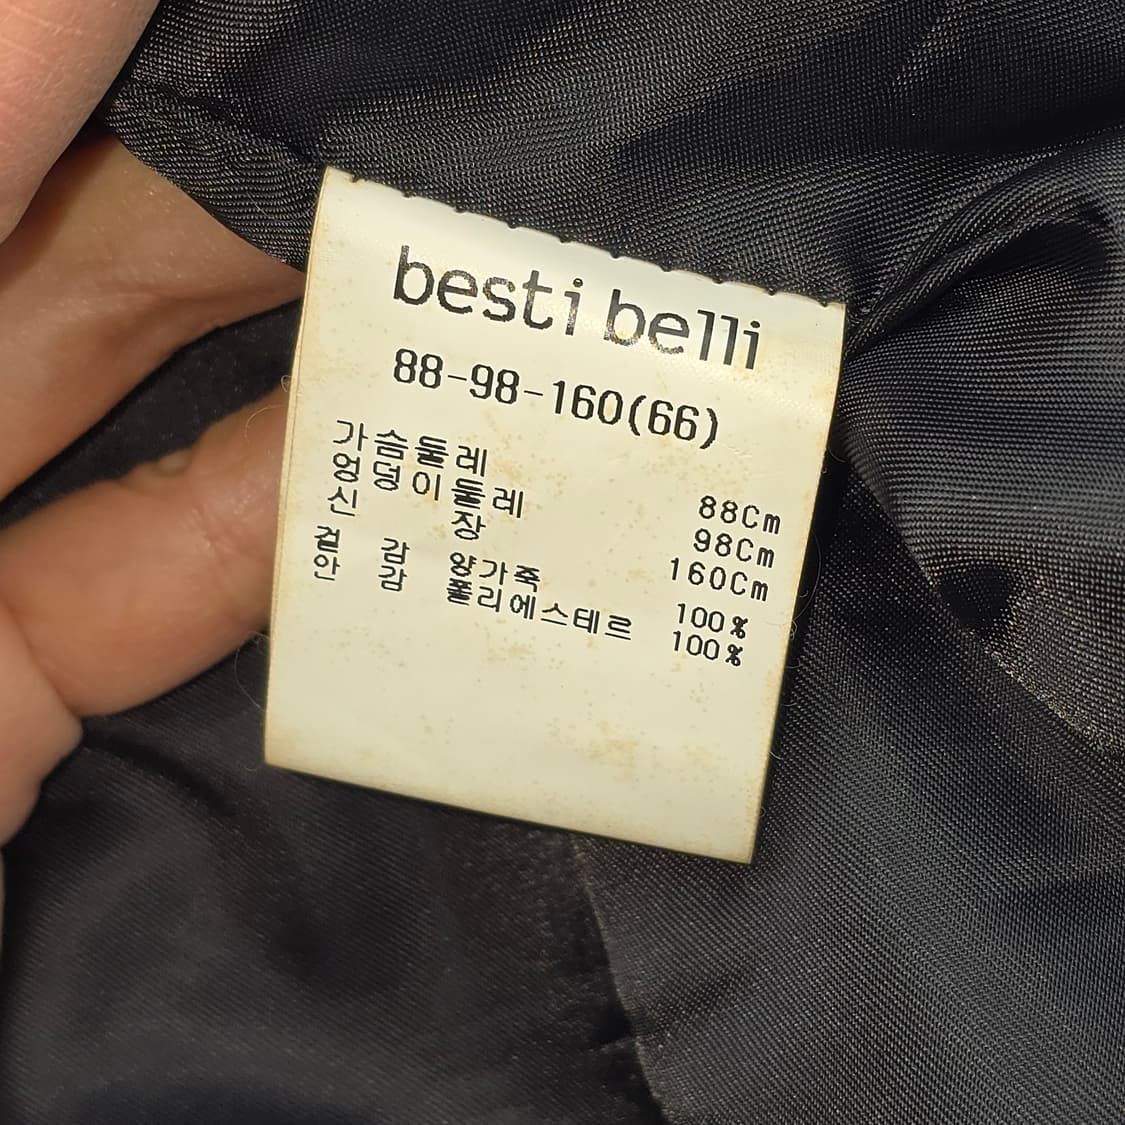 besti belli
88-98-160(66)
가슴둘레 88Cm
엉덩이둘레 98Cm
신 장 160Cm
겉 감 양가죽 100%
안 감 폴리에스테르 100%